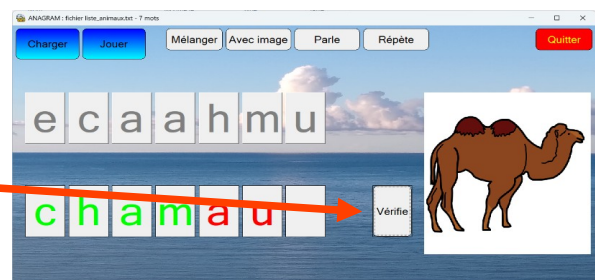 ANAGRAM : fichier liste_animaux.txt - 7 mots
Charger Jouer Mélanger Avec image Parle Répète Quitter
e c a a h m u
c h a m a u
Vérifie